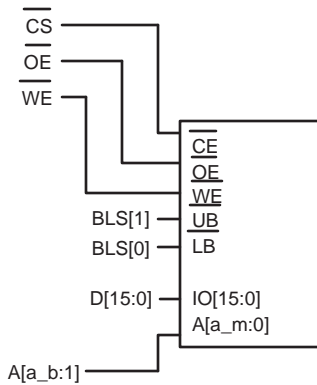 CS
OE
WE
CE
OE
WE
BLS[1] UB
BLS[0] LB
D[15:0] IO[15:0]
A[a_m:0]
A[a_b:1]